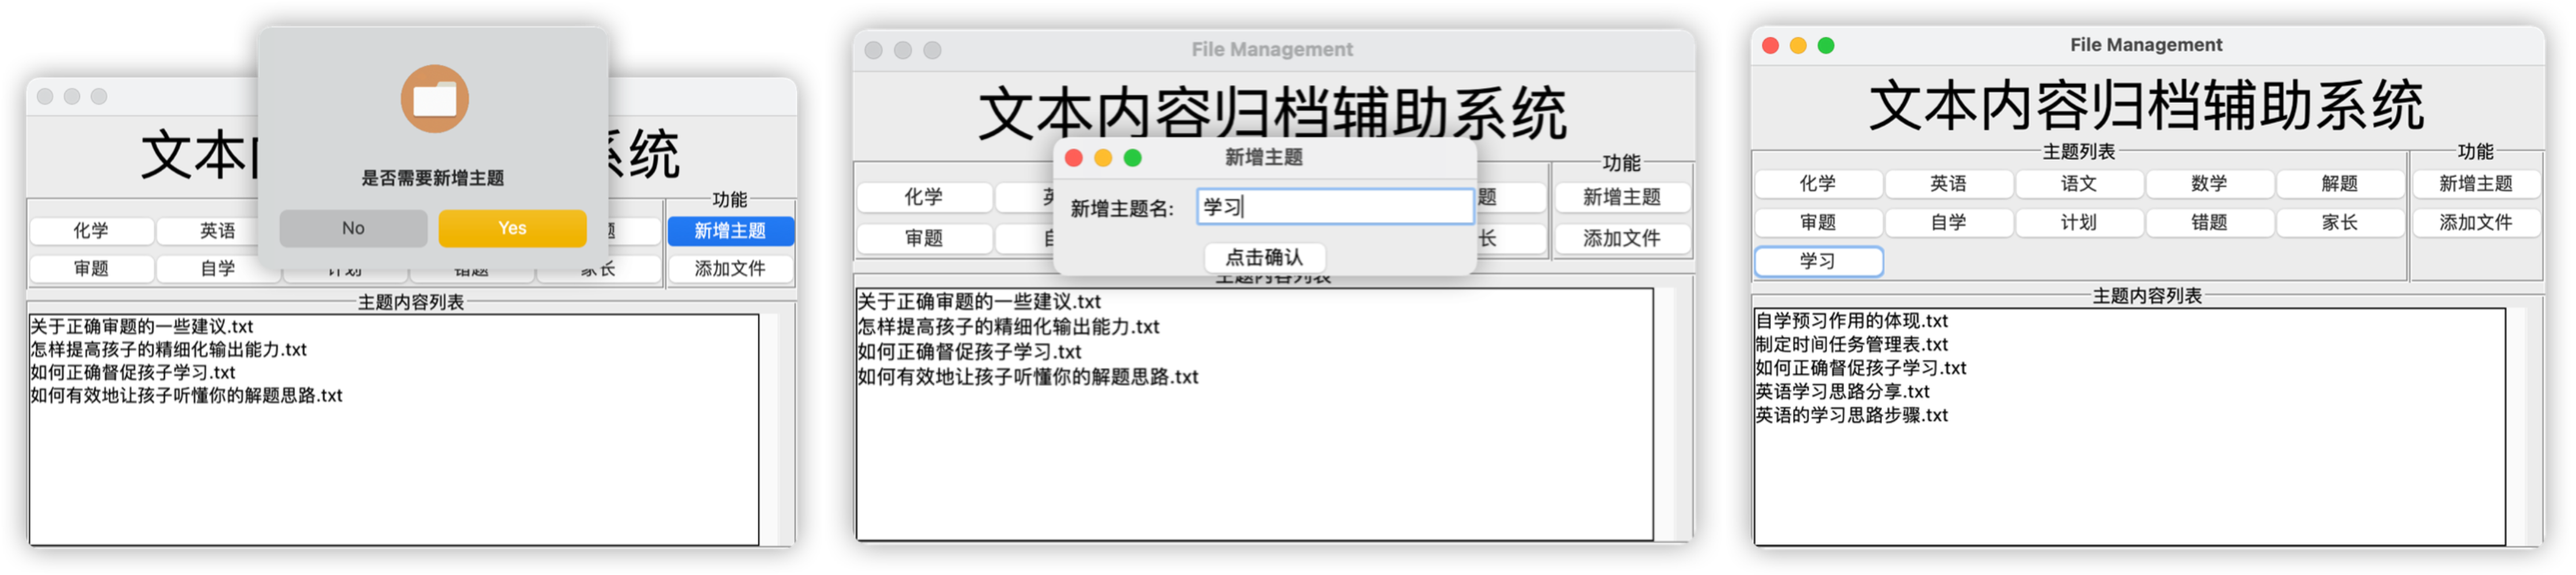 是否需要新增主题
No Yes
文本
系统
功能
化学 英语 新增主题
审题 自学 计划 错题 家长 添加文件
主题内容列表
关于正确审题的一些建议.txt
怎样提高孩子的精细化输出能力.txt
如何正确督促孩子学习.txt
如何有效地让孩子听懂你的解题思路.txt
File Management
文本内容归档辅助系统
功能
新增主题
新增主题名: 学习
点击确认
化学 新增主题
审题 添加文件
主题内容列表
关于正确审题的一些建议.txt
怎样提高孩子的精细化输出能力.txt
如何正确督促孩子学习.txt
如何有效地让孩子听懂你的解题思路.txt
File Management
文本内容归档辅助系统
主题列表 功能
化学 英语 语文 数学 解题 新增主题
审题 自学 计划 错题 家长 添加文件
学习
主题内容列表
自学预习作用的体现.txt
制定时间任务管理表.txt
如何正确督促孩子学习.txt
英语学习思路分享.txt
英语的学习思路步骤.txt